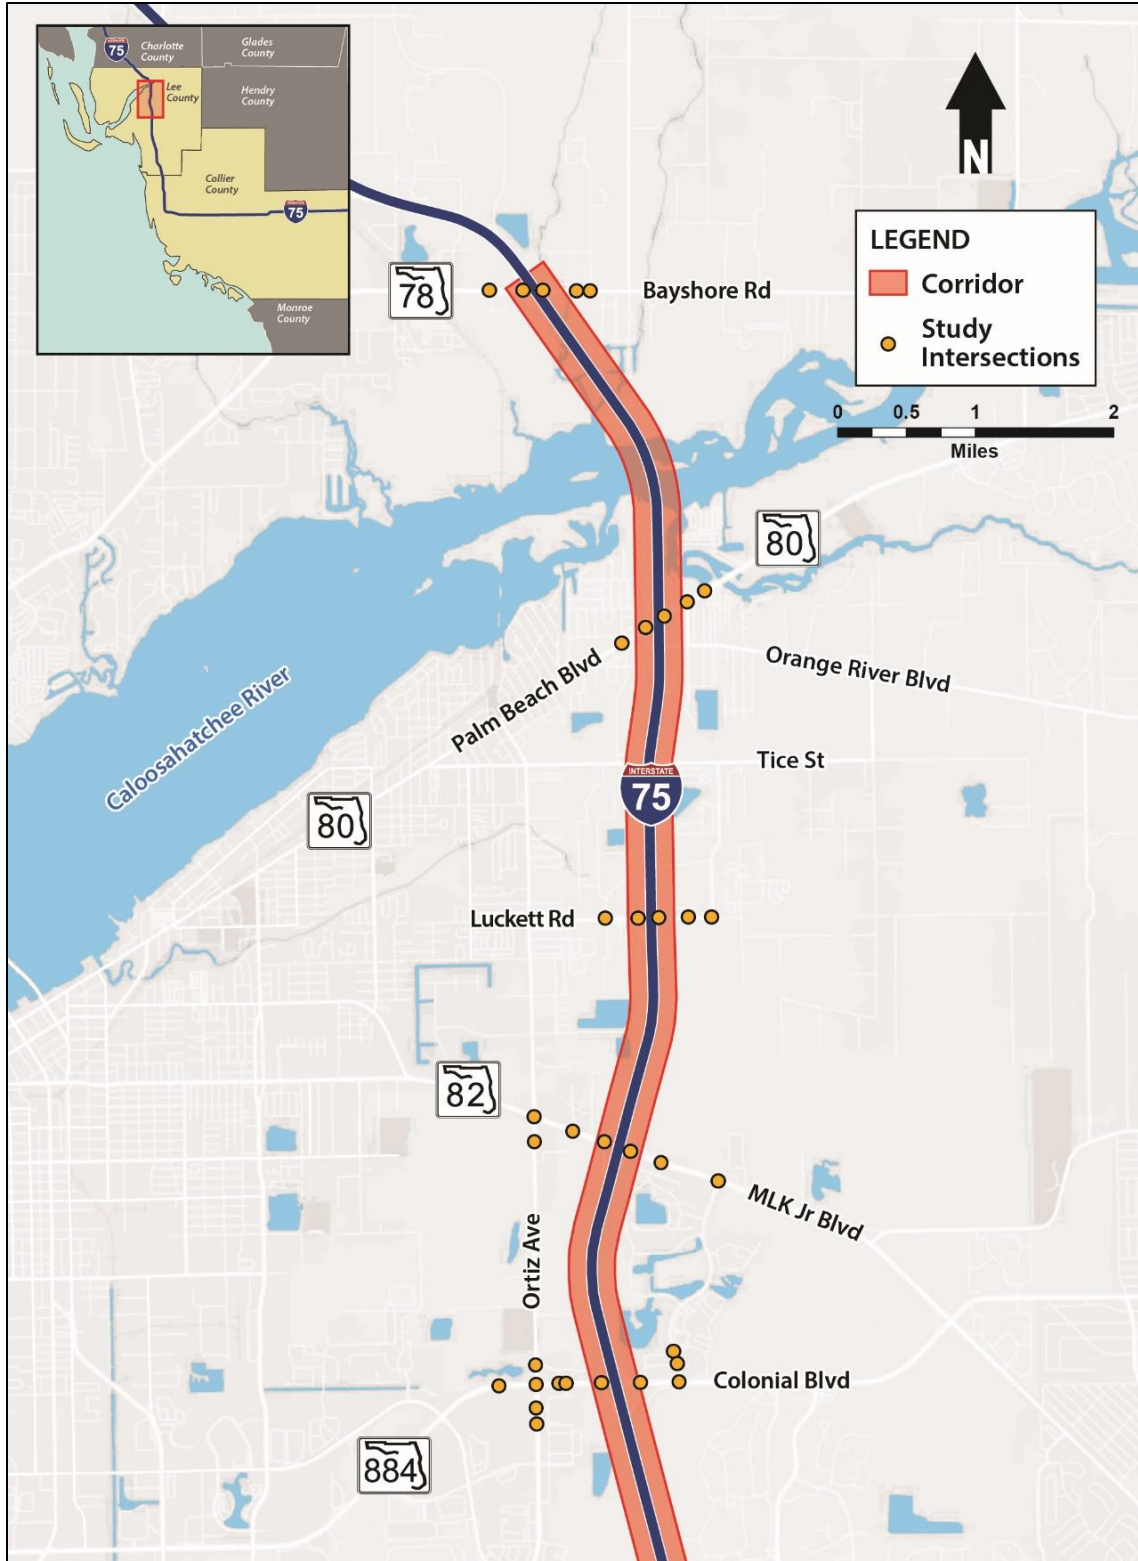 75
Charlotte
County
Glades
County
Lee
County
Hendry
County
Collier
County
75
Monroe
County
N
LEGEND
Corridor
Study
Intersections
0 0.5 1 2
Miles
78
Bayshore Rd
80
Palm Beach Blvd
Orange River Blvd
Caloosahatchee River
Tice St
INTERSTATE
75
80
Luckett Rd
82
MLK Jr Blvd
Ortiz Ave
Colonial Blvd
884